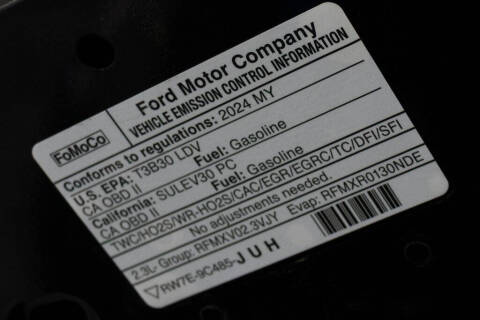 Ford Motor Company
VEHICLE EMISSION CONTROL INFORMATION
FoMoCo
Conforms to regulations: 2024 MY
U.S. EPA: T3B30 LDV Fuel: Gasoline
CA OBD ii
California: SULEV30 PC Fuel: Gasoline
CA OBD ii
TWC/HO2S/WR-HO2S/CAC/EGR/EGRC/TC/DFI/SFI
No adjustments needed.
2.3L- Group: RFMXV02.3VJY Evap: RFMXR0130NDE
RW7E-9C485-JUH